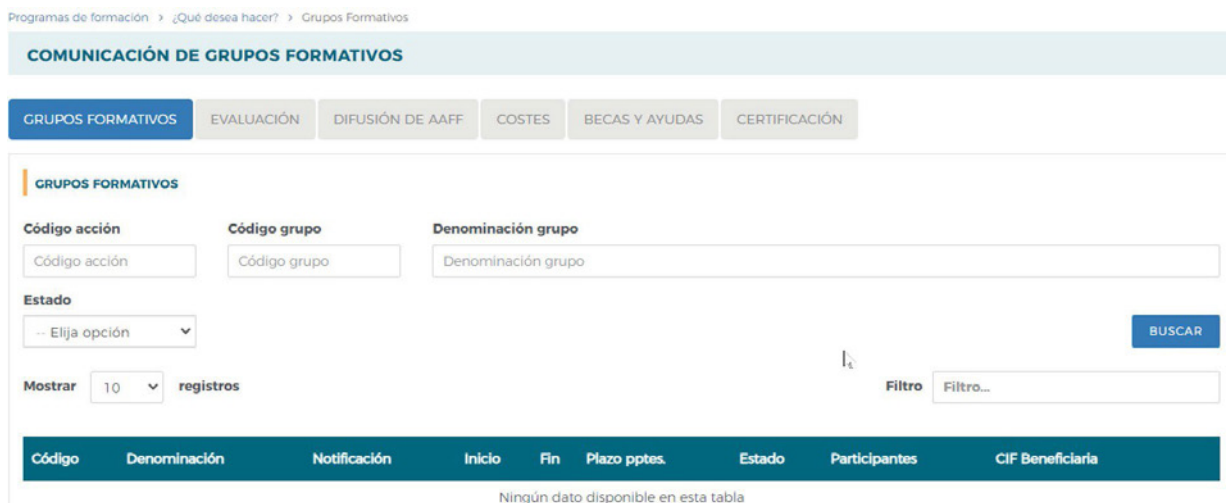 Programas de formación > ¿Qué desea hacer? > Grupos Formativos
COMUNICACIÓN DE GRUPOS FORMATIVOS
GRUPOS FORMATIVOS EVALUACIÓN DIFUSIÓN DE AAFF COSTES BECAS Y AYUDAS CERTIFICACIÓN
GRUPOS FORMATIVOS
Código acción Código grupo Denominación grupo
Código acción Código grupo Denominación grupo
Estado
-- Elija opción
BUSCAR
Mostrar 10 registros Filtro Filtro...
Código Denominación Notificación Inicio Fin Plazo pptes. Estado Participantes CIF Beneficiaria
Ningún dato disponible en esta tabla